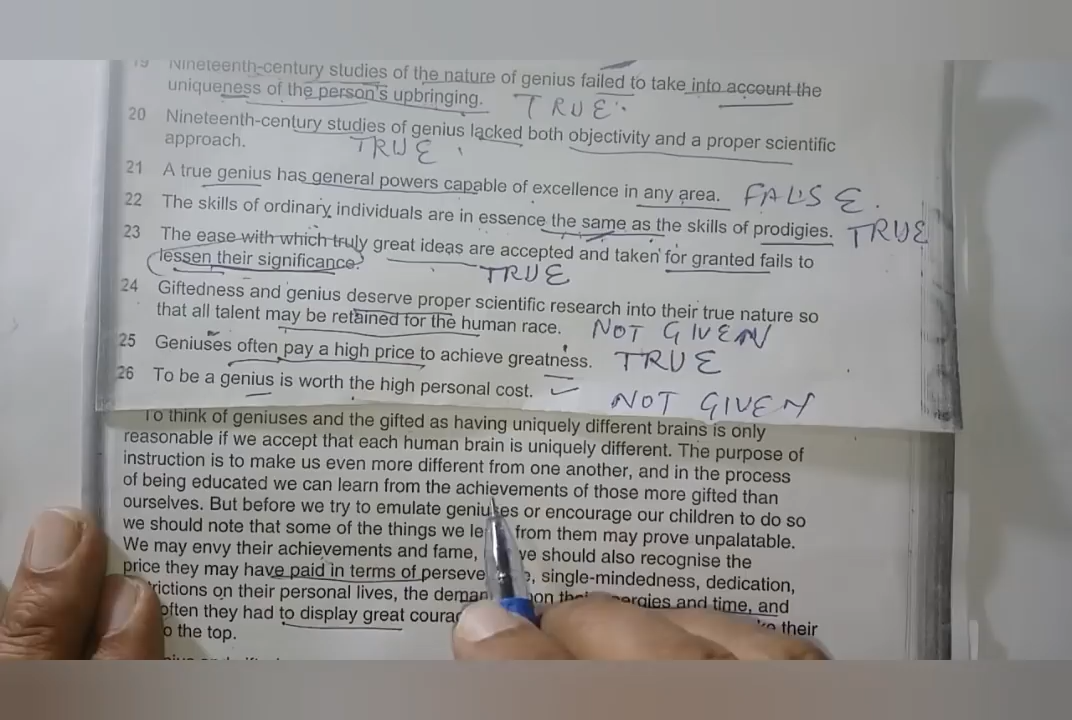 19 Nineteenth-century studies of the nature of genius failed to take into account the
uniqueness of the person's upbringing. TRUE.
20 Nineteenth-century studies of genius lacked both objectivity and a proper scientific
approach. TRUE
21 A true genius has general powers capable of excellence in any area. FALSE.
22 The skills of ordinary individuals are in essence the same as the skills of prodigies. TRUE
23 The ease with which truly great ideas are accepted and taken for granted fails to
lessen their significance. TRUE
24 Giftedness and genius deserve proper scientific research into their true nature so
that all talent may be retained for the human race. NOT GIVEN
25 Geniuses often pay a high price to achieve greatness. TRUE
26 To be a genius is worth the high personal cost. NOT GIVEN
To think of geniuses and the gifted as having uniquely different brains is only
reasonable if we accept that each human brain is uniquely different. The purpose of
instruction is to make us even more different from one another, and in the process
of being educated we can learn from the achievements of those more gifted than
ourselves. But before we try to emulate geniuses or encourage our children to do so
we should note that some of the things we from them may prove unpalatable.
We may envy their achievements and fame, we should also recognise the
price they may have paid in terms of single-mindedness, dedication,
on their personal lives, the energies and time, and
often they had to display great their
to the top.